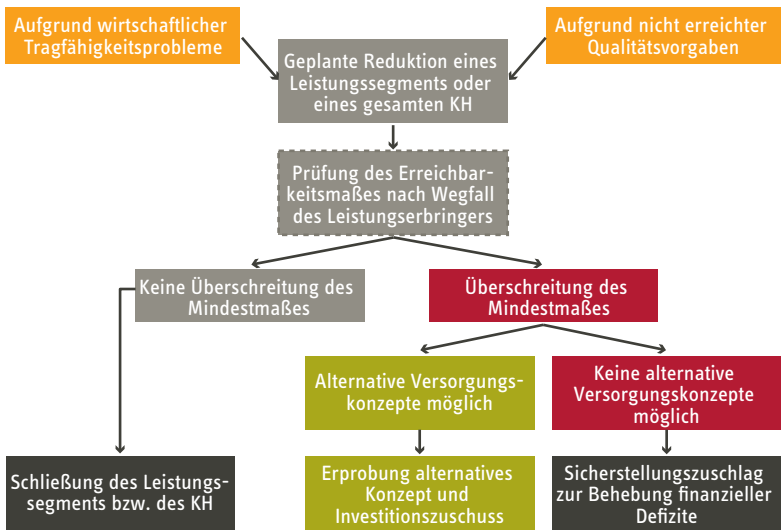 Aufgrund wirtschaftlicher
Tragfähigkeitsprobleme
Aufgrund nicht erreichter
Qualitätsvorgaben
Geplante Reduktion eines
Leistungssegments oder
eines gesamten KH
Prüfung des Erreichbar-
keitsmaßes nach Wegfall
des Leistungserbringers
Keine Überschreitung des
Mindestmaßes
Überschreitung des
Mindestmaßes
Alternative Versorgungs-
konzepte möglich
Keine alternative
Versorgungskonzepte
möglich
Schließung des Leistungs-
segments bzw. des KH
Erprobung alternatives
Konzept und
Investitionszuschuss
Sicherstellungszuschlag
zur Behebung finanzieller
Defizite